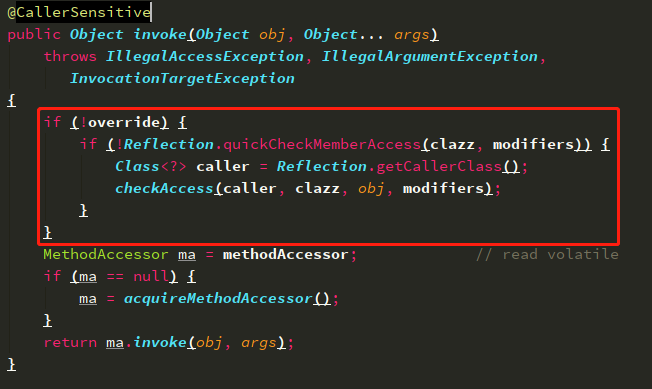 @CallerSensitive
public Object invoke(Object obj, Object... args)
    throws IllegalAccessException, IllegalArgumentException,
       InvocationTargetException
{
    if (!override) {
        if (!Reflection.quickCheckMemberAccess(clazz, modifiers)) {
            Class<?> caller = Reflection.getCallerClass();
            checkAccess(caller, clazz, obj, modifiers);
        }
    }
    MethodAccessor ma = methodAccessor;             // read volatile
    if (ma == null) {
        ma = acquireMethodAccessor();
    }
    return ma.invoke(obj, args);
}